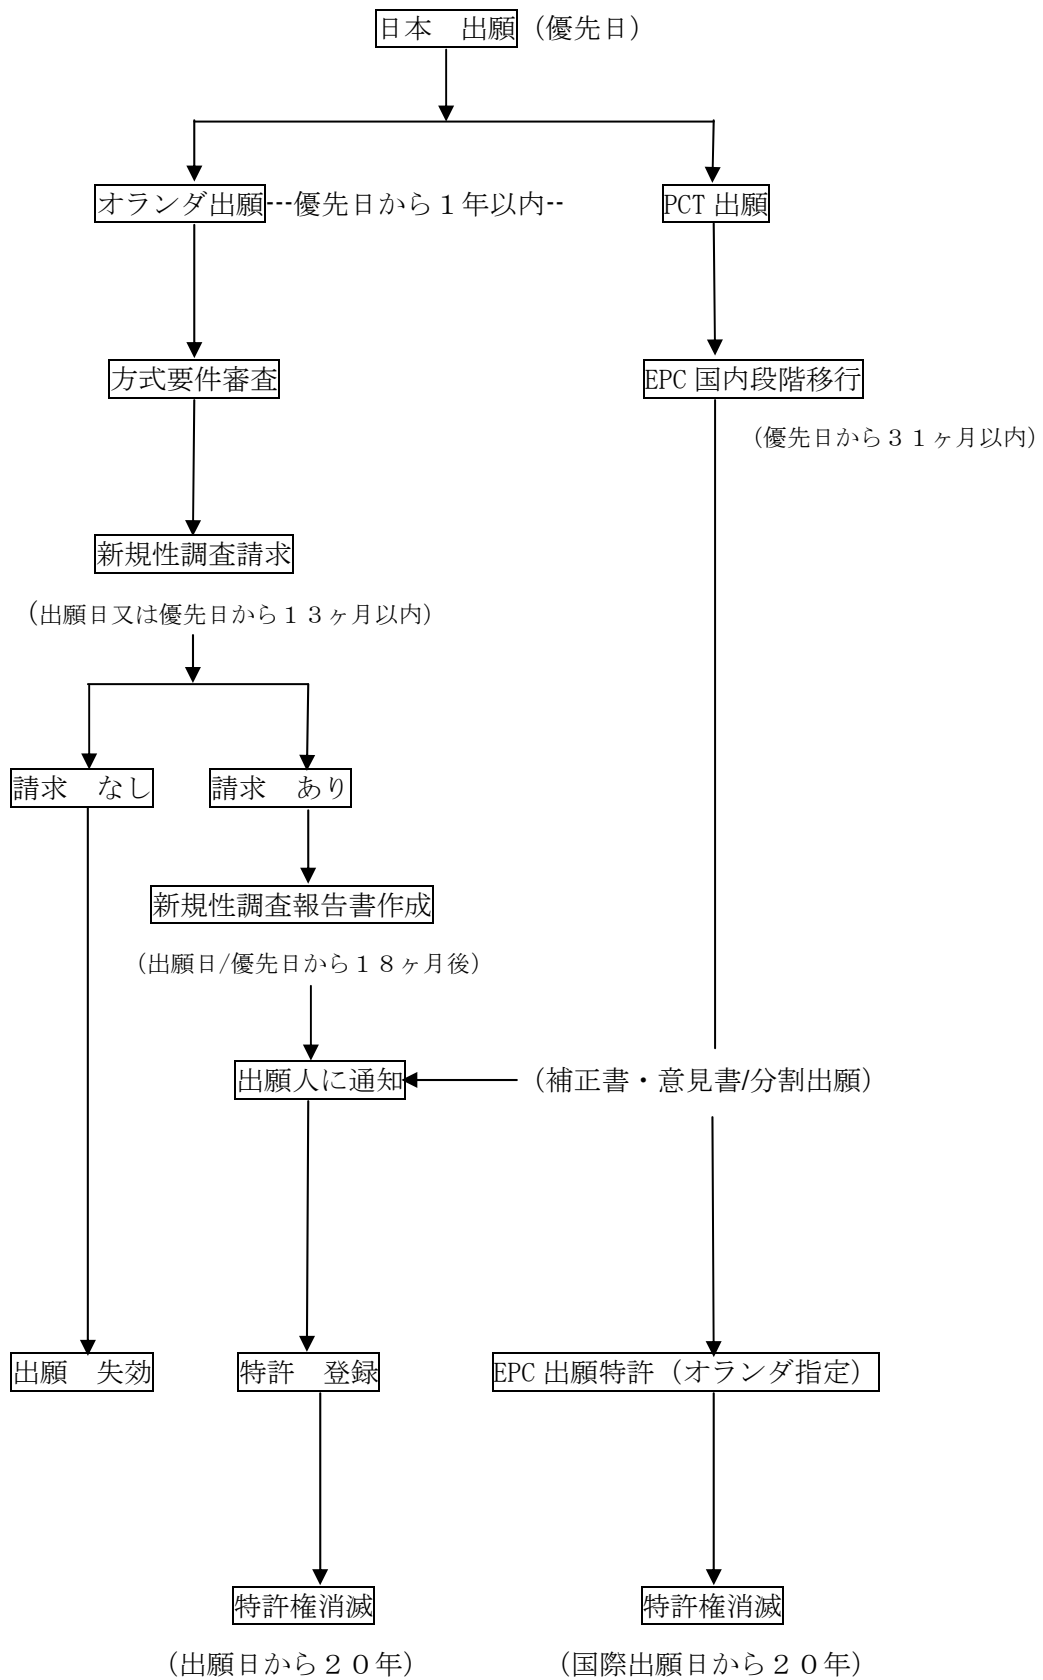 日本　出願（優先日）
オランダ出願---優先日から１年以内--　PCT 出願
方式要件審査　EPC 国内段階移行
（優先日から３１ヶ月以内）
新規性調査請求
（出願日又は優先日から１３ヶ月以内）
請求　なし　請求　あり
新規性調査報告書作成
（出願日/優先日から１８ヶ月後）
出願人に通知　（補正書・意見書/分割出願）
出願　失効　特許　登録　EPC 出願特許（オランダ指定）
特許権消滅　特許権消滅
（出願日から２０年）　（国際出願日から２０年）